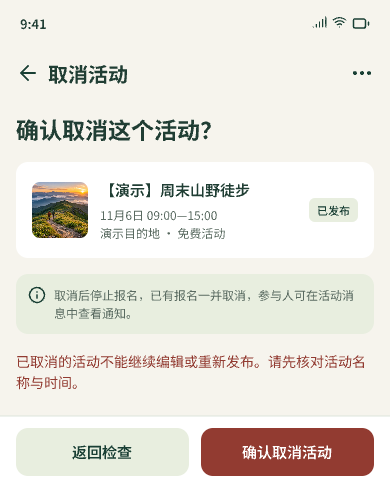 9:41
取消活动
确认取消这个活动?
【演示】周末山野徒步
11月6日 09:00—15:00
演示目的地 · 免费活动
已发布
取消后停止报名，已有报名一并取消，参与人可在活动消
息中查看通知。
已取消的活动不能继续编辑或重新发布。请先核对活动名
称与时间。
返回检查
确认取消活动